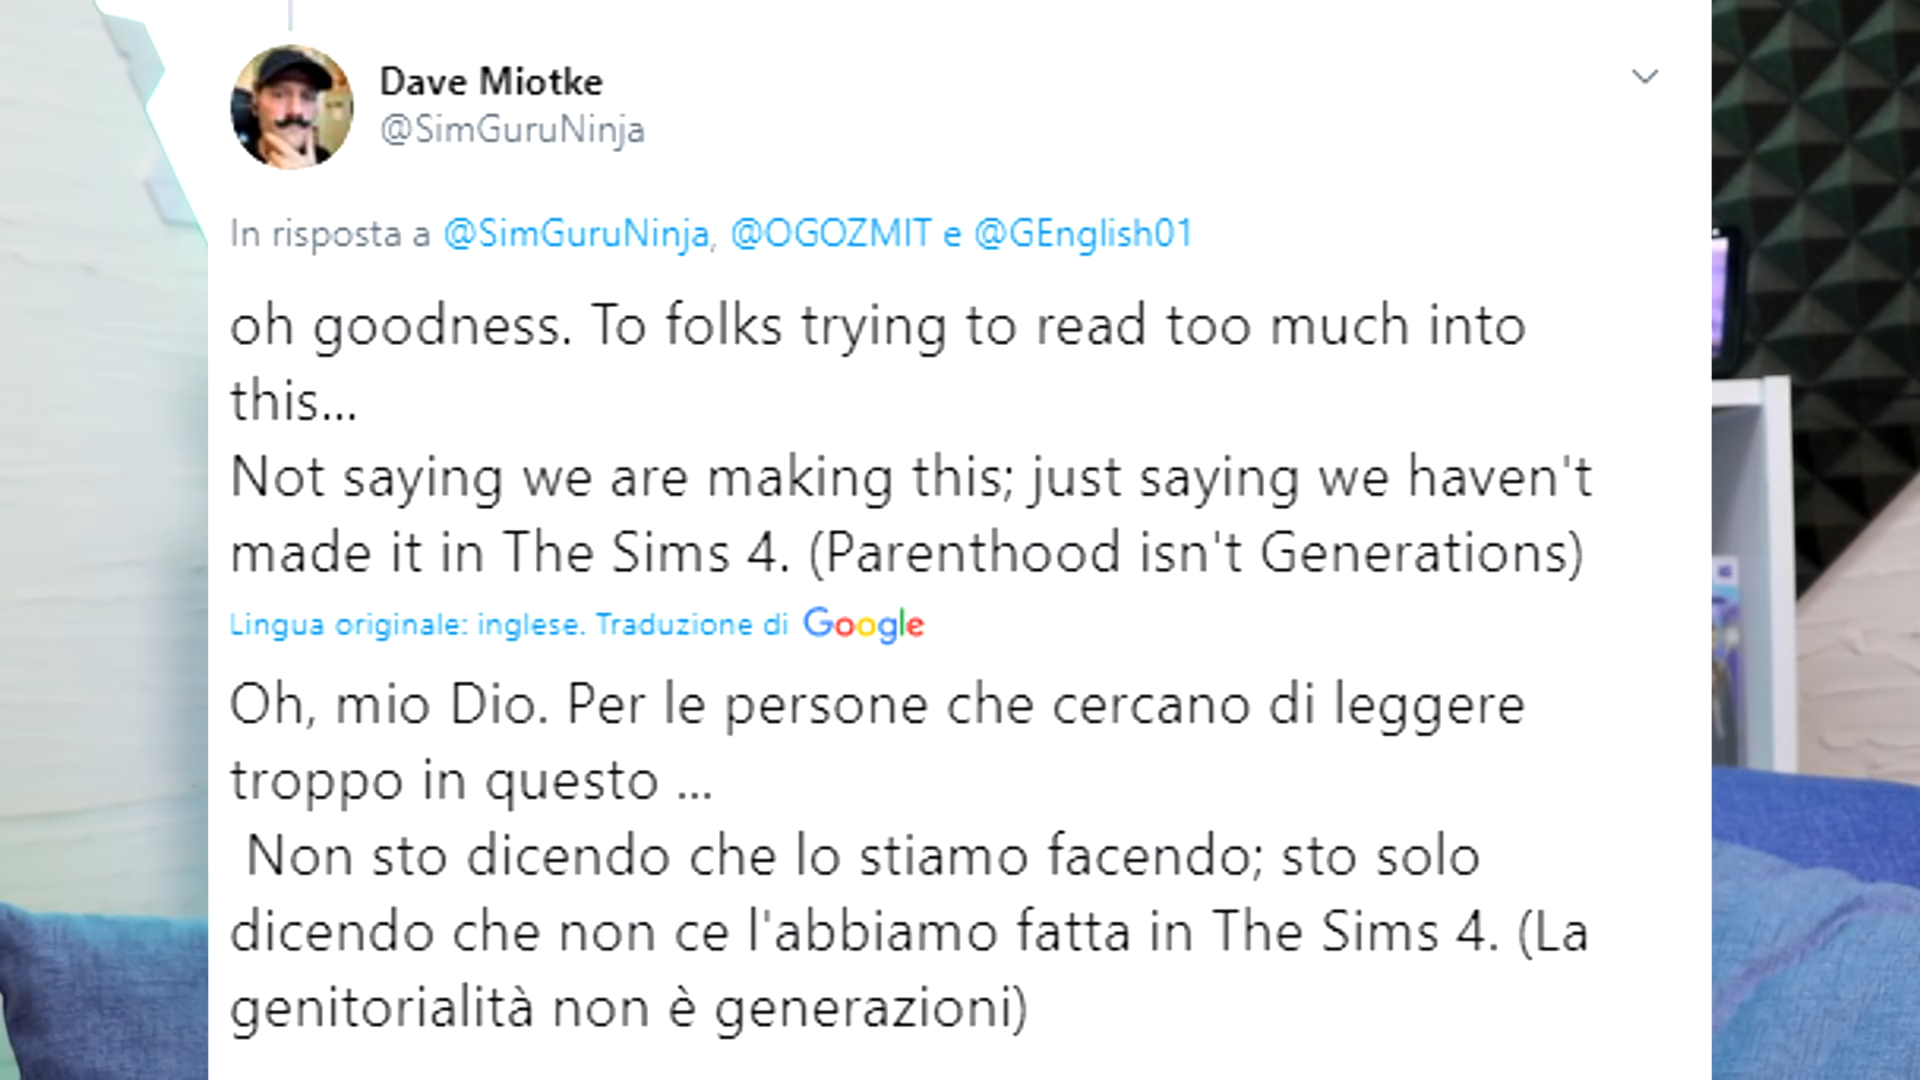 Dave Miotke
@SimGuruNinja
In risposta a @SimGuruNinja, @OGOZMIT e @GEnglish01
oh goodness. To folks trying to read too much into
this...
Not saying we are making this; just saying we haven't
made it in The Sims 4. (Parenthood isn't Generations)
Lingua originale: inglese. Traduzione di Google
Oh, mio Dio. Per le persone che cercano di leggere
troppo in questo ...
Non sto dicendo che lo stiamo facendo; sto solo
dicendo che non ce l'abbiamo fatta in The Sims 4. (La
genitorialità non è generazioni)